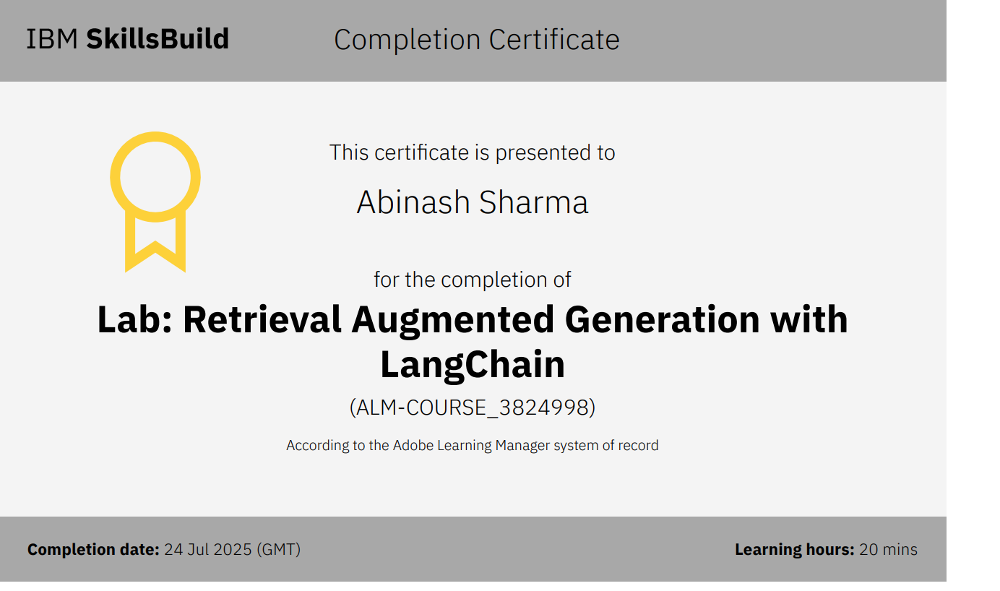 IBM SkillsBuild
Completion Certificate
This certificate is presented to
Abinash Sharma
for the completion of
Lab: Retrieval Augmented Generation with
LangChain
(ALM-COURSE_3824998)
According to the Adobe Learning Manager system of record
Completion date: 24 Jul 2025 (GMT)
Learning hours: 20 mins